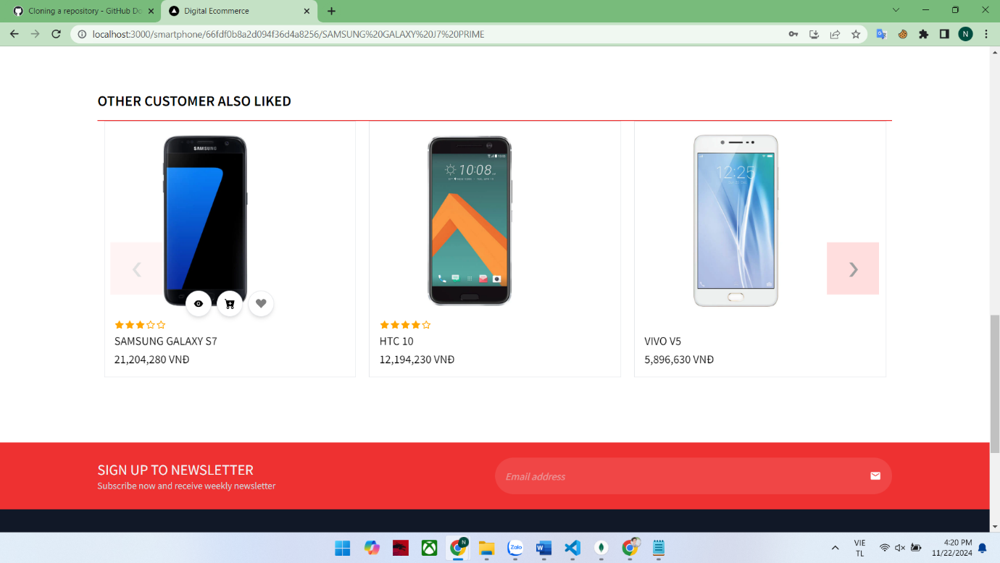 Cloning a repository - GitHub Do
Digital Ecommerce
localhost:3000/smartphone/66fdf0b8a2d094f36d4a8256/SAMSUNG%20GALAXY%20J7%20PRIME
N
OTHER CUSTOMER ALSO LIKED
SAMSUNG
10:08
12:25
SAMSUNG GALAXY S7
21,204,280 VNĐ
HTC 10
12,194,230 VNĐ
VIVO V5
5,896,630 VNĐ
SIGN UP TO NEWSLETTER
Subscribe now and receive weekly newsletter
Email address
N
Zalo
VIE
TL
4:20 PM
11/22/2024